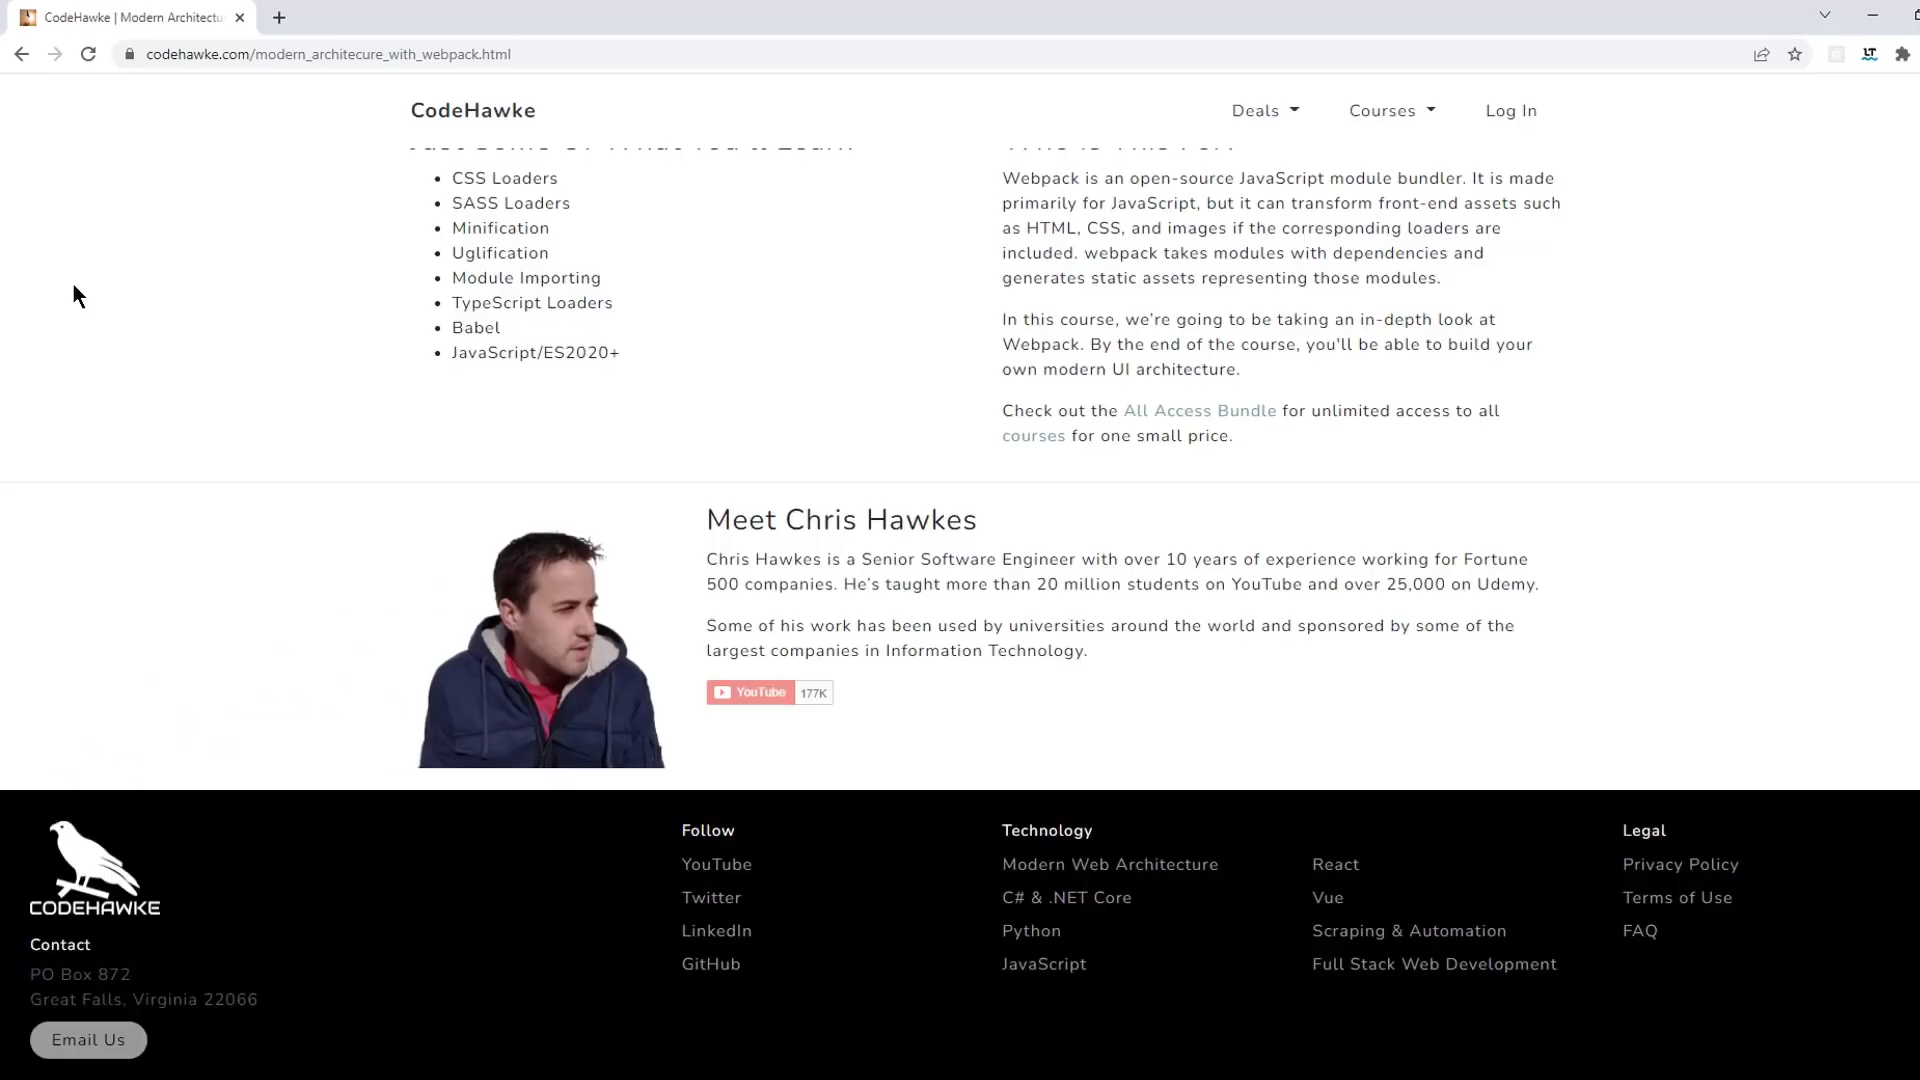 CodeHawke | Modern Architectu
codehawke.com/modern_architecure_with_webpack.html
LT
CodeHawke
Deals
Courses
Log In
CSS Loaders
SASS Loaders
Minification
Uglification
Module Importing
TypeScript Loaders
Babel
JavaScript/ES2020+
Webpack is an open-source JavaScript module bundler. It is made
primarily for JavaScript, but it can transform front-end assets such
as HTML, CSS, and images if the corresponding loaders are
included. webpack takes modules with dependencies and
generates static assets representing those modules.
In this course, we're going to be taking an in-depth look at
Webpack. By the end of the course, you'll be able to build your
own modern UI architecture.
Check out the All Access Bundle for unlimited access to all
courses for one small price.
Meet Chris Hawkes
Chris Hawkes is a Senior Software Engineer with over 10 years of experience working for Fortune
500 companies. He's taught more than 20 million students on YouTube and over 25,000 on Udemy.
Some of his work has been used by universities around the world and sponsored by some of the
largest companies in Information Technology.
YouTube 177K
CODEHAWKE
Contact
PO Box 872
Great Falls, Virginia 22066
Email Us
Follow
YouTube
Twitter
LinkedIn
GitHub
Technology
Modern Web Architecture
C# & .NET Core
Python
JavaScript
React
Vue
Scraping & Automation
Full Stack Web Development
Legal
Privacy Policy
Terms of Use
FAQ